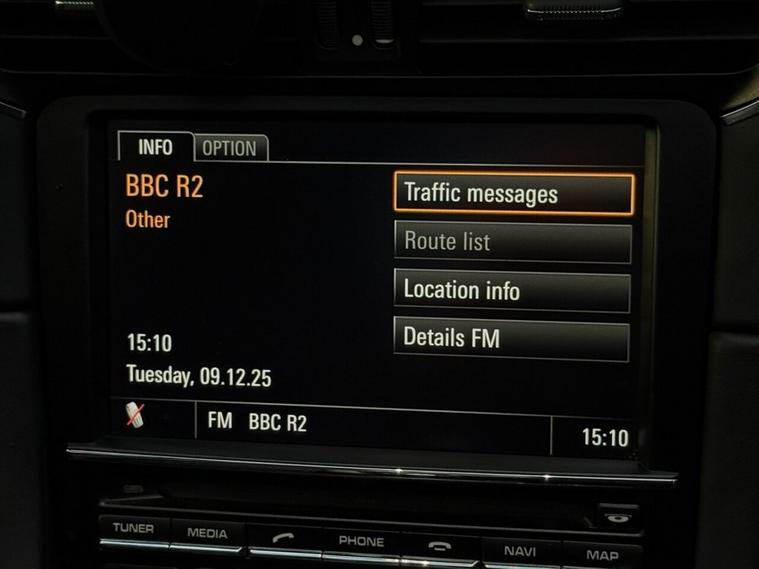 INFO OPTION
BBC R2
Other
Traffic messages
Route list
Location info
Details FM
15:10
Tuesday, 09.12.25
FM BBC R2 15:10
TUNER MEDIA PHONE NAVI MAP